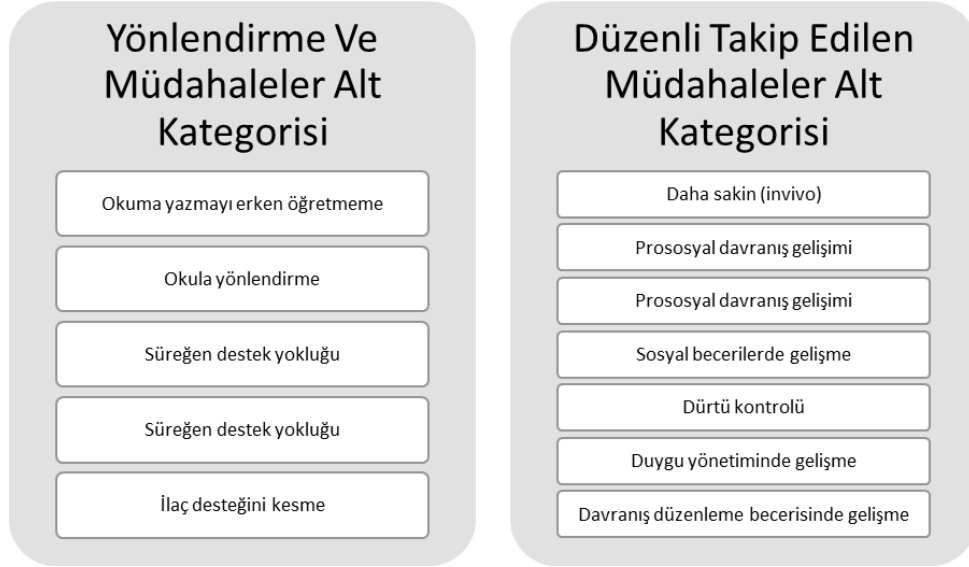 Yönlendirme Ve
Müdahaleler Alt
Kategorisi
Okuma yazmayı erken öğretmeme
Okula yönlendirme
Süreğen destek yokluğu
Süreğen destek yokluğu
İlaç desteğini kesme
Düzenli Takip Edilen
Müdahaleler Alt
Kategorisi
Daha sakin (invivo)
Prososyal davranış gelişimi
Prososyal davranış gelişimi
Sosyal becerilerde gelişme
Dürtü kontrolü
Duygu yönetiminde gelişme
Davranış düzenleme becerisinde gelişme